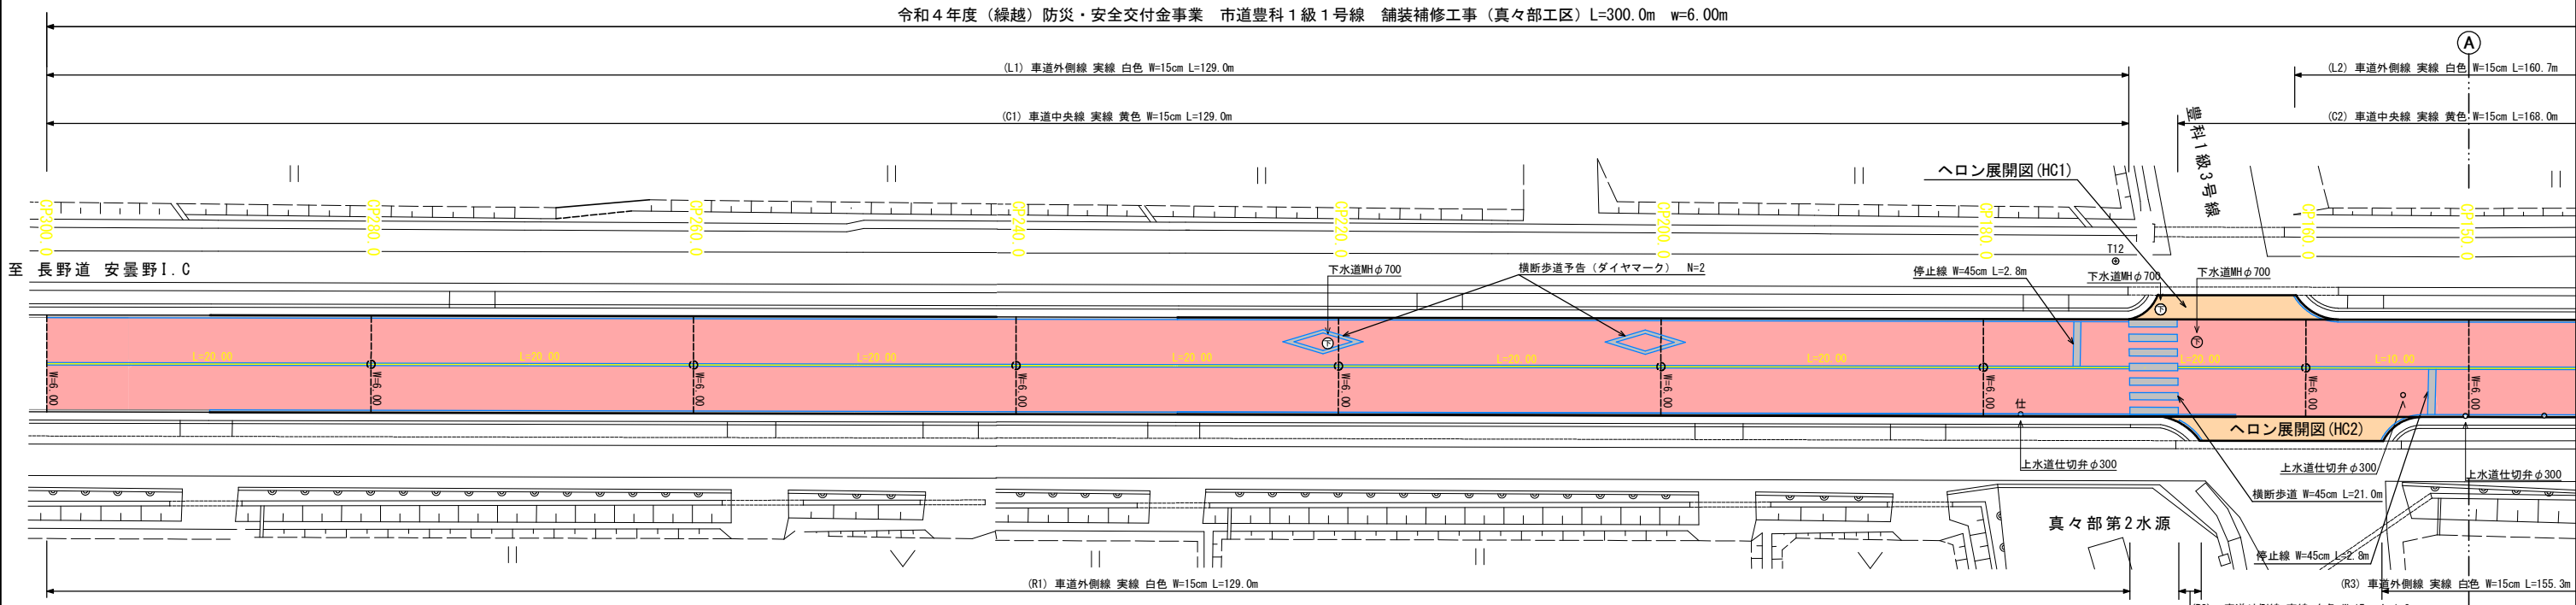 令和４年度（繰越）防災・安全交付金事業　市道豊科１級１号線　舗装補修工事（真々部工区）L=300.0m　w=6.00m
A
(L1) 車道外側線 実線 白色 W=15cm L=129.0m
(L2) 車道外側線 実線 白色 W=15cm L=160.7m
(C1) 車道中央線 実線 黄色 W=15cm L=129.0m
(C2) 車道中央線 実線 黄色 W=15cm L=168.0m
豊科1級3号線
ヘロン展開図(HC1)
CP300.0
CP280.0
CP260.0
CP240.0
CP220.0
CP200.0
CP180.0
CP160.0
CP150.0
T12
至 長野道 安曇野I.C
下水道MHφ700
横断歩道予告（ダイヤマーク） N=2
停止線 W=45cm L=2.8m
下水道MHφ700
下水道MHφ700
下
下
下
L=20.00
L=20.00
L=20.00
L=20.00
L=20.00
L=20.00
L=20.00
L=10.00
W=6.00
W=6.00
W=6.00
W=6.00
W=6.00
W=6.00
W=6.00
W=6.00
W=6.00
仕
ヘロン展開図(HC2)
上水道仕切弁φ300
上水道仕切弁φ300
上水道仕切弁φ300
横断歩道 W=45cm L=21.0m
真々部第2水源
停止線 W=45cm L=2.8m
(R1) 車道外側線 実線 白色 W=15cm L=129.0m
(R3) 車道外側線 実線 白色 W=15cm L=155.3m